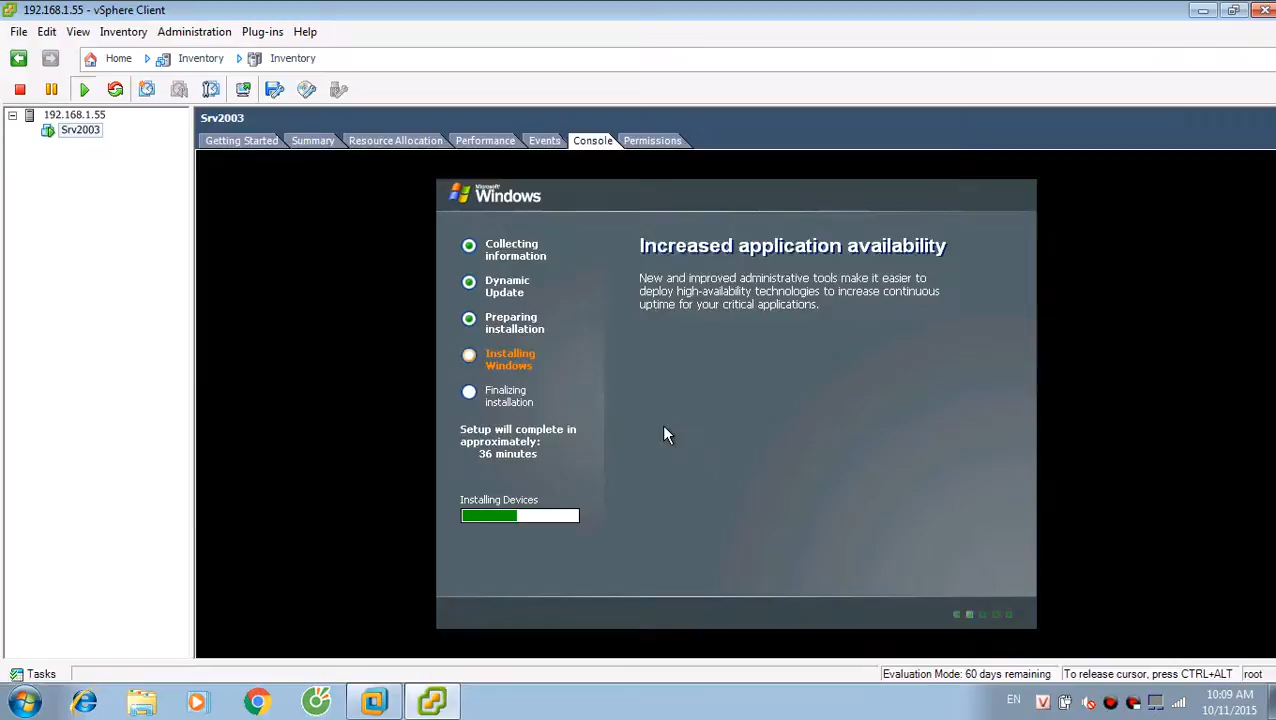 192.168.1.55 - vSphere Client
File Edit View Inventory Administration Plug-ins Help
Home Inventory Inventory
192.168.1.55
Srv2003
Srv2003
Getting Started Summary Resource Allocation Performance Events Console Permissions
Microsoft
Windows
Collecting
information
Dynamic
Update
Preparing
installation
Installing
Windows
Finalizing
installation
Setup will complete in
approximately:
36 minutes
Installing Devices
Increased application availability
New and improved administrative tools make it easier to
deploy high-availability technologies to increase continuous
uptime for your critical applications.
Tasks
Evaluation Mode: 60 days remaining
To release cursor, press CTRL+ALT
root
EN
10:09 AM
10/11/2015